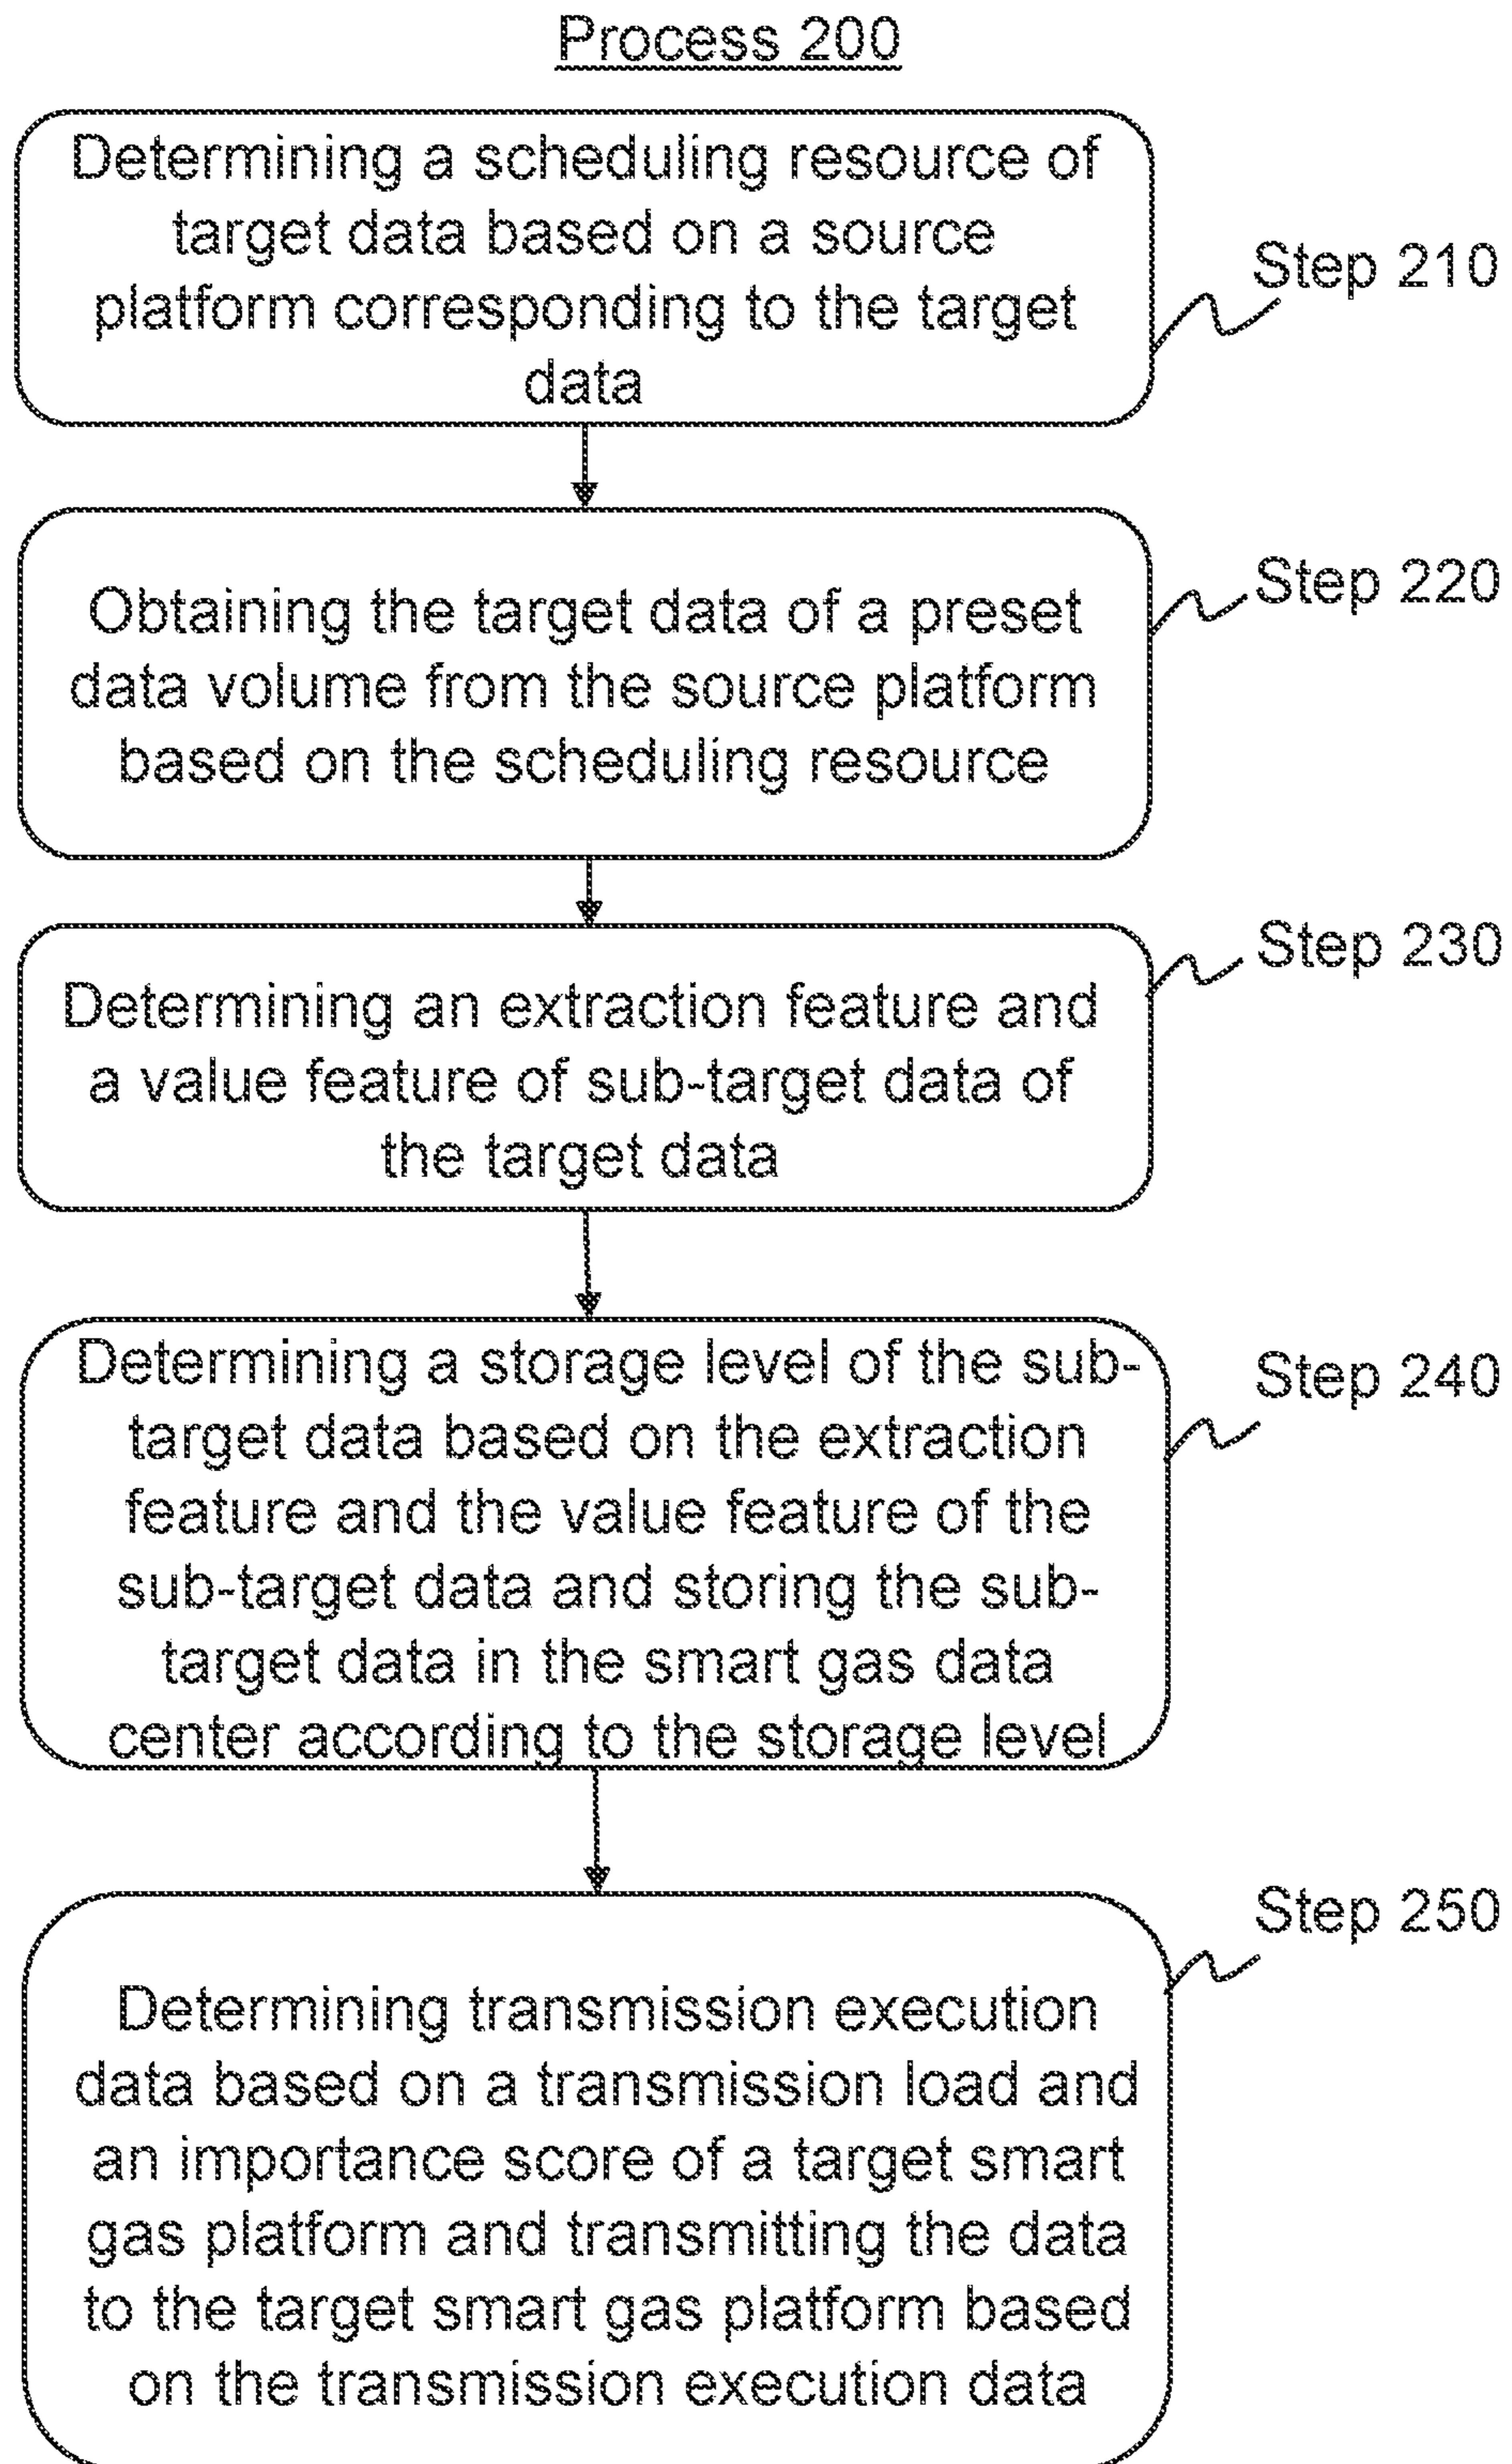 Process 200
Determining a scheduling resource of
target data based on a source
platform corresponding to the target
data
Step 210
Obtaining the target data of a preset
data volume from the source platform
based on the scheduling resource
Step 220
Determining an extraction feature and
a value feature of sub-target data of
the target data
Step 230
Determining a storage level of the sub-
target data based on the extraction
feature and the value feature of the
sub-target data and storing the sub-
target data in the smart gas data
center according to the storage level
Step 240
Determining transmission execution
data based on a transmission load and
an importance score of a target smart
gas platform and transmitting the data
to the target smart gas platform based
on the transmission execution data
Step 250